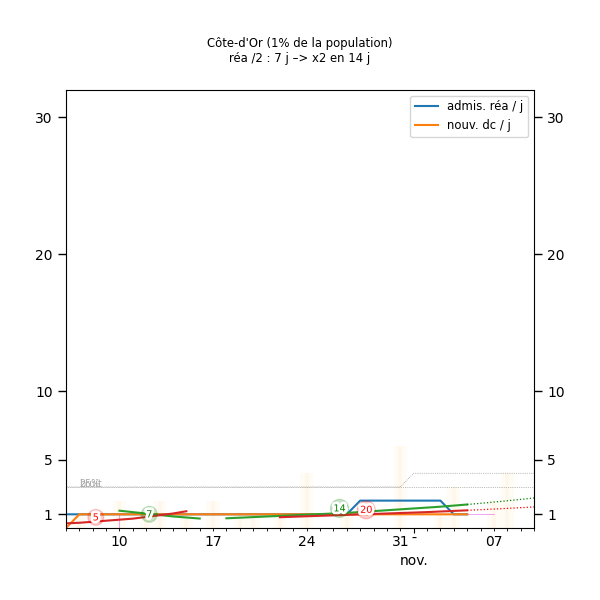 Côte-d'Or (1% de la population)
réa /2 : 7 j –> x2 en 14 j
admis. réa / j
nouv. dc / j
30 30
20 20
10 10
5 5
1 1
5 7 14 20
10 17 24 31 07
nov.